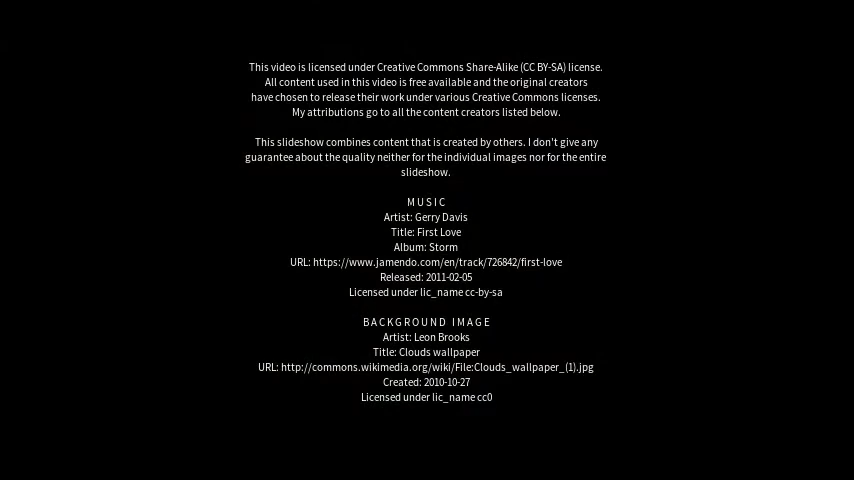 This video is licensed under Creative Commons Share-Alike (CC BY-SA) license.
All content used in this video is free available and the original creators
have chosen to release their work under various Creative Commons licenses.
My attributions go to all the content creators listed below.
This slideshow combines content that is created by others. I don't give any
guarantee about the quality neither for the individual images nor for the entire
slideshow.
M U S I C
Artist: Gerry Davis
Title: First Love
Album: Storm
URL: https://www.jamendo.com/en/track/726842/first-love
Released: 2011-02-05
Licensed under lic_name cc-by-sa
B A C K G R O U N D   I M A G E
Artist: Leon Brooks
Title: Clouds wallpaper
URL: http://commons.wikimedia.org/wiki/File:Clouds_wallpaper_(1).jpg
Created: 2010-10-27
Licensed under lic_name cc0